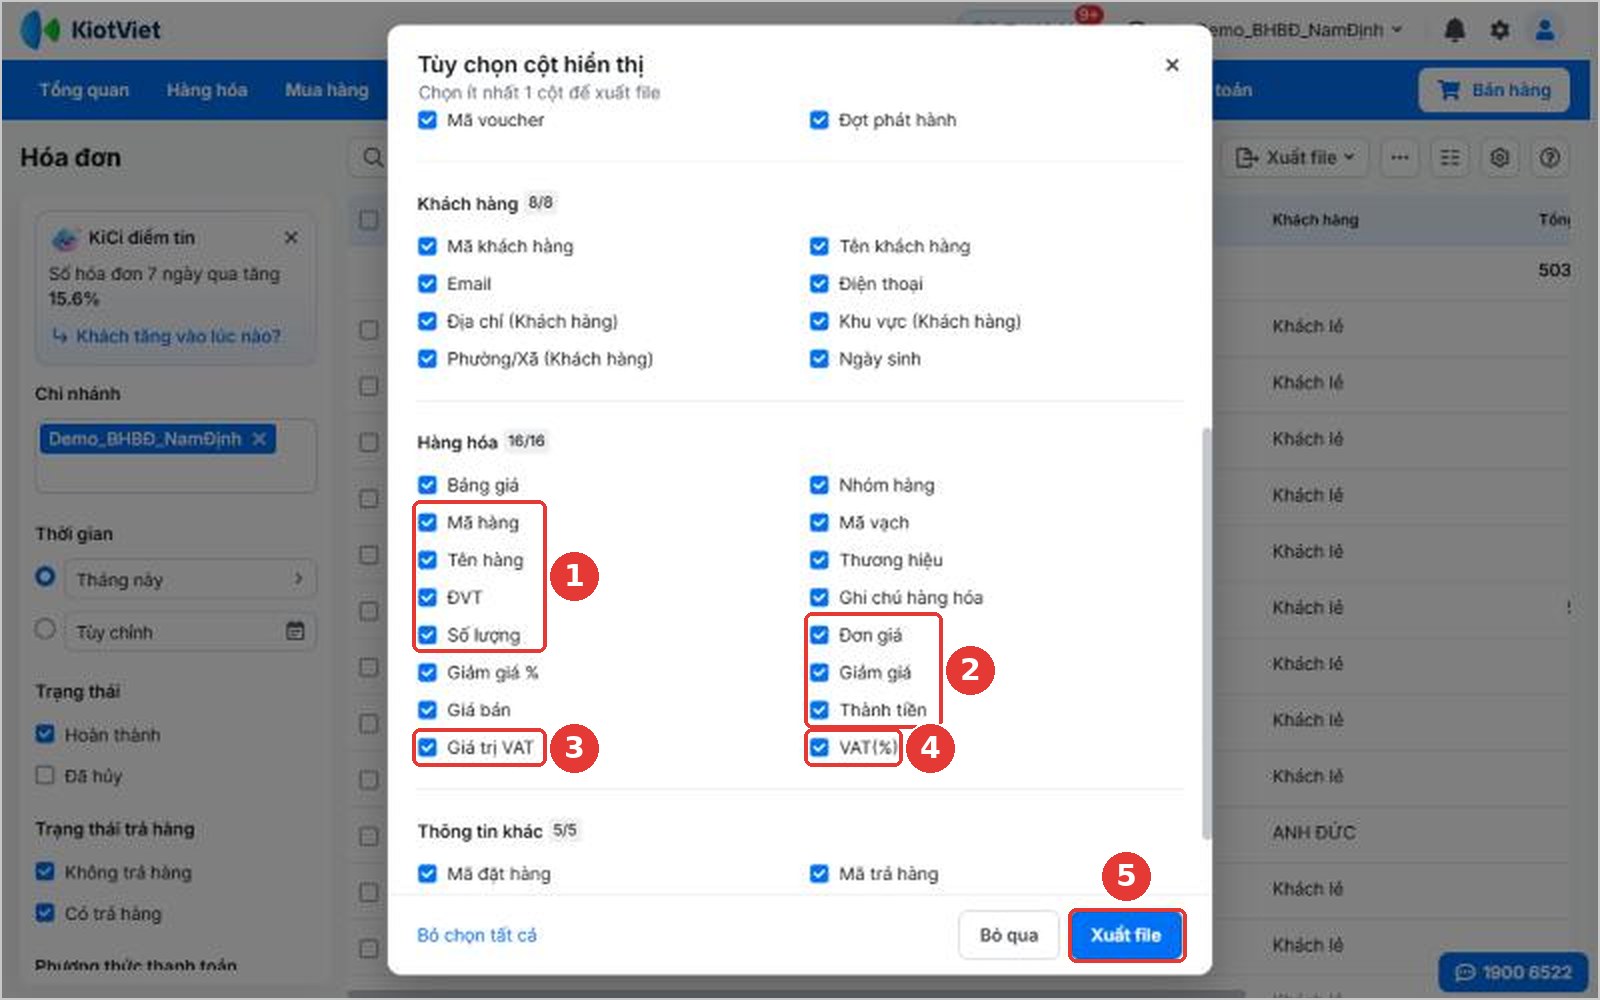 KiotViet
9+
emo_BHBĐ_NamĐịnh
Tổng quan
Hàng hóa
Mua hàng
toán
Bán hàng
Hóa đơn
Xuất file
KiCi điểm tin
Số hóa đơn 7 ngày qua tăng
15.6%
Khách tăng vào lúc nào?
Chi nhánh
Demo_BHBĐ_NamĐịnh
Thời gian
Tháng này
Tùy chỉnh
Trạng thái
Hoàn thành
Đã hủy
Trạng thái trả hàng
Không trả hàng
Có trả hàng
Phương thức thanh toán
Tùy chọn cột hiển thị
Chọn ít nhất 1 cột để xuất file
Mã voucher
Đợt phát hành
Khách hàng 8/8
Mã khách hàng
Tên khách hàng
Email
Điện thoại
Địa chỉ (Khách hàng)
Khu vực (Khách hàng)
Phường/Xã (Khách hàng)
Ngày sinh
Hàng hóa 16/16
Bảng giá
Nhóm hàng
Mã hàng
Mã vạch
Tên hàng
Thương hiệu
1
ĐVT
Ghi chú hàng hóa
Số lượng
Đơn giá
Giảm giá %
Giảm giá
2
Giá bán
Thành tiền
Giá trị VAT
3
VAT(%)
4
Thông tin khác 5/5
Mã đặt hàng
Mã trả hàng
5
Bỏ chọn tất cả
Bỏ qua
Xuất file
Khách hàng
Tổng
503
Khách lẻ
Khách lẻ
Khách lẻ
Khách lẻ
Khách lẻ
Khách lẻ
Khách lẻ
Khách lẻ
Khách lẻ
ANH ĐỨC
Khách lẻ
Khách lẻ
1900 6522